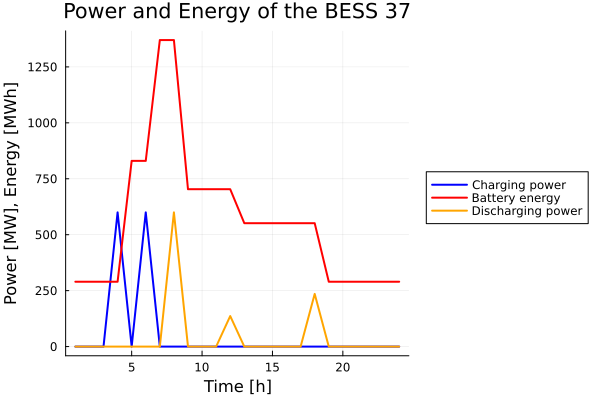 Power and Energy of the BESS 37
Power [MW], Energy [MWh]
1250
1000
750
500
250
0
5
10
15
20
Time [h]
Charging power
Battery energy
Discharging power